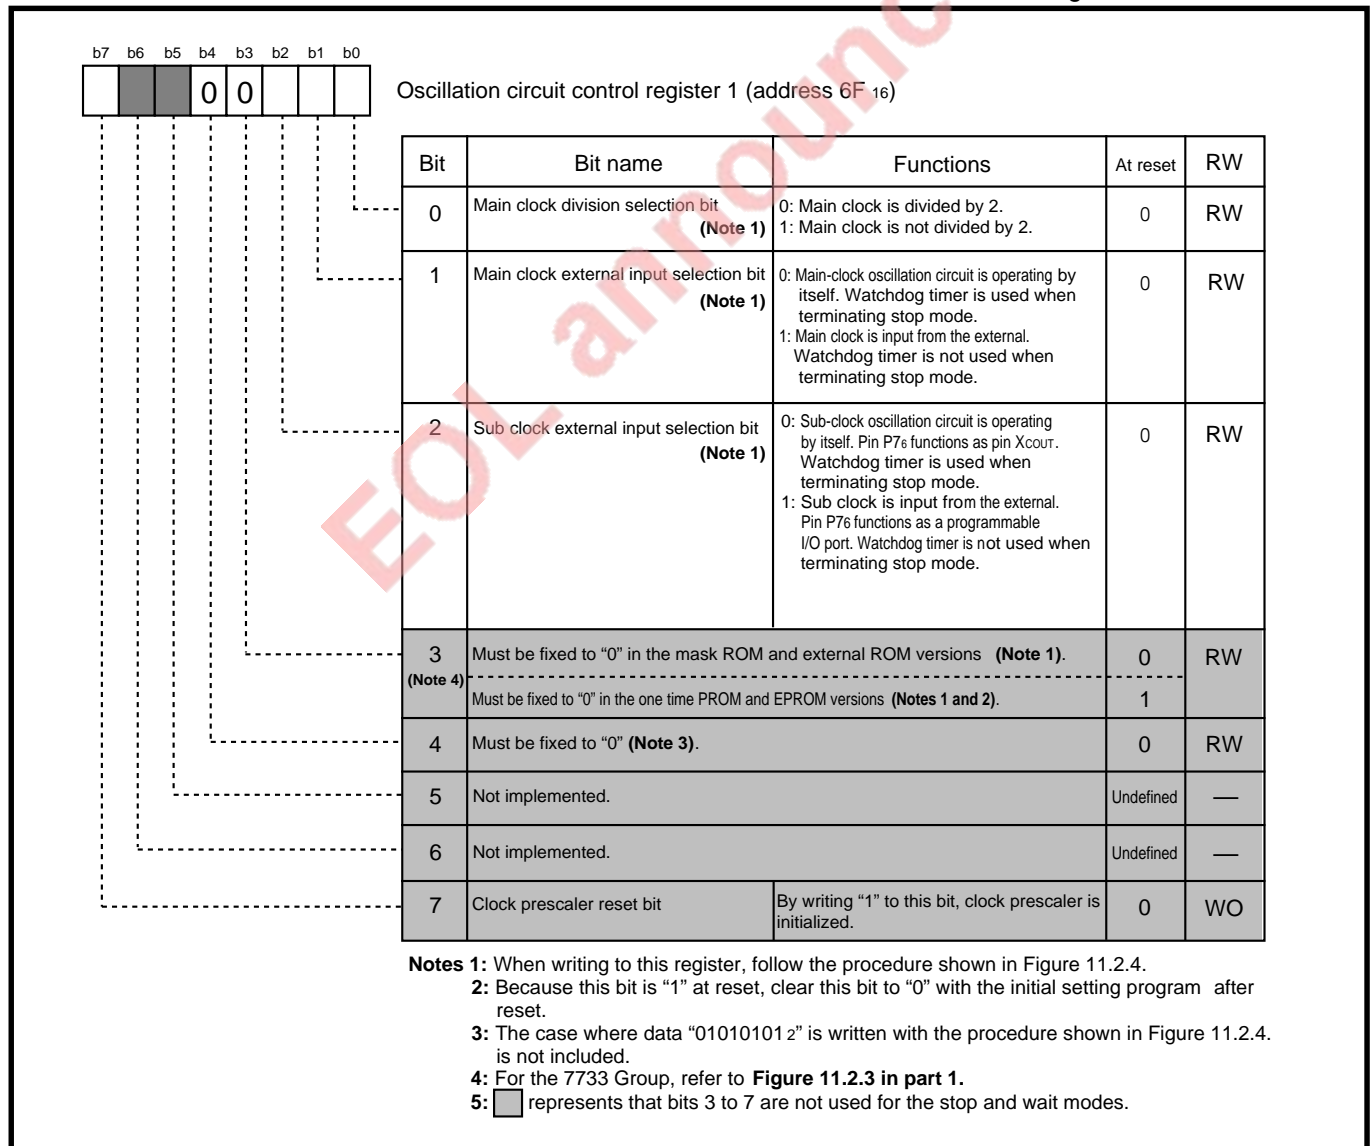 b7 b6 b5 b4 b3 b2 b1 b0
0 0
Oscillation circuit control register 1 (address 6F 16)
Bit Bit name Functions At reset RW
0 Main clock division selection bit (Note 1) 0: Main clock is divided by 2. 0 RW
1: Main clock is not divided by 2.
1 Main clock external input selection bit (Note 1) 0: Main-clock oscillation circuit is operating by 0 RW
itself. Watchdog timer is used when
terminating stop mode.
1: Main clock is input from the external.
Watchdog timer is not used when
terminating stop mode.
2 Sub clock external input selection bit (Note 1) 0: Sub-clock oscillation circuit is operating 0 RW
by itself. Pin P76 functions as pin XCOUT.
Watchdog timer is used when
terminating stop mode.
1: Sub clock is input from the external.
Pin P76 functions as a programmable
I/O port. Watchdog timer is not used when
terminating stop mode.
3 Must be fixed to “0” in the mask ROM and external ROM versions (Note 1). 0 RW
(Note 4)
Must be fixed to “0” in the one time PROM and EPROM versions (Notes 1 and 2). 1
4 Must be fixed to “0” (Note 3). 0 RW
5 Not implemented. Undefined —
6 Not implemented. Undefined —
7 Clock prescaler reset bit By writing “1” to this bit, clock prescaler is 0 WO
initialized.
Notes 1: When writing to this register, follow the procedure shown in Figure 11.2.4.
2: Because this bit is “1” at reset, clear this bit to “0” with the initial setting program after
reset.
3: The case where data “01010101 2” is written with the procedure shown in Figure 11.2.4.
is not included.
4: For the 7733 Group, refer to Figure 11.2.3 in part 1.
5: represents that bits 3 to 7 are not used for the stop and wait modes.
EOL announc